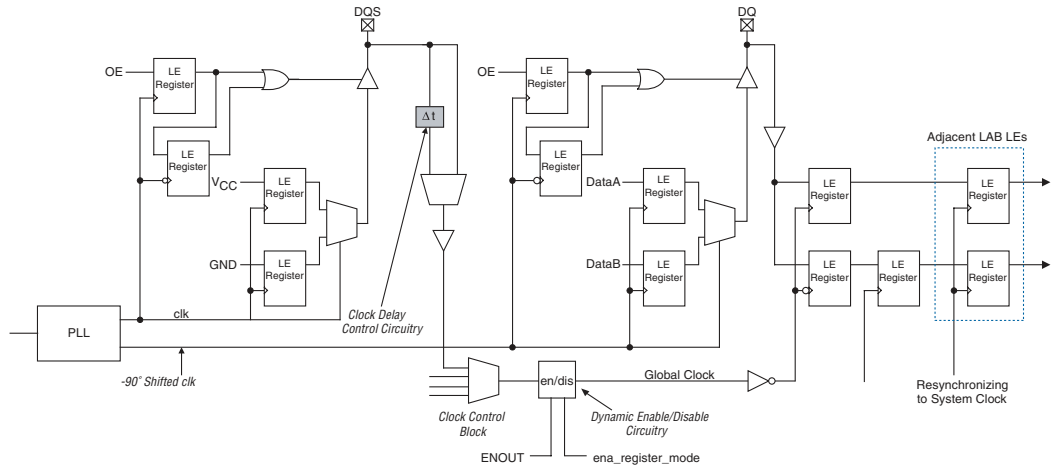 DQS
DQ
OE
LE
Register
OE
LE
Register
Δt
LE
Register
LE
Register
Adjacent LAB LEs
VCC
LE
Register
DataA
LE
Register
LE
Register
LE
Register
GND
LE
Register
DataB
LE
Register
LE
Register
LE
Register
LE
Register
PLL
clk
Clock Delay
Control Circuitry
-90° Shifted clk
Clock Control
Block
en/dis
Global Clock
Dynamic Enable/Disable
Circuitry
Resynchronizing
to System Clock
ENOUT
ena_register_mode